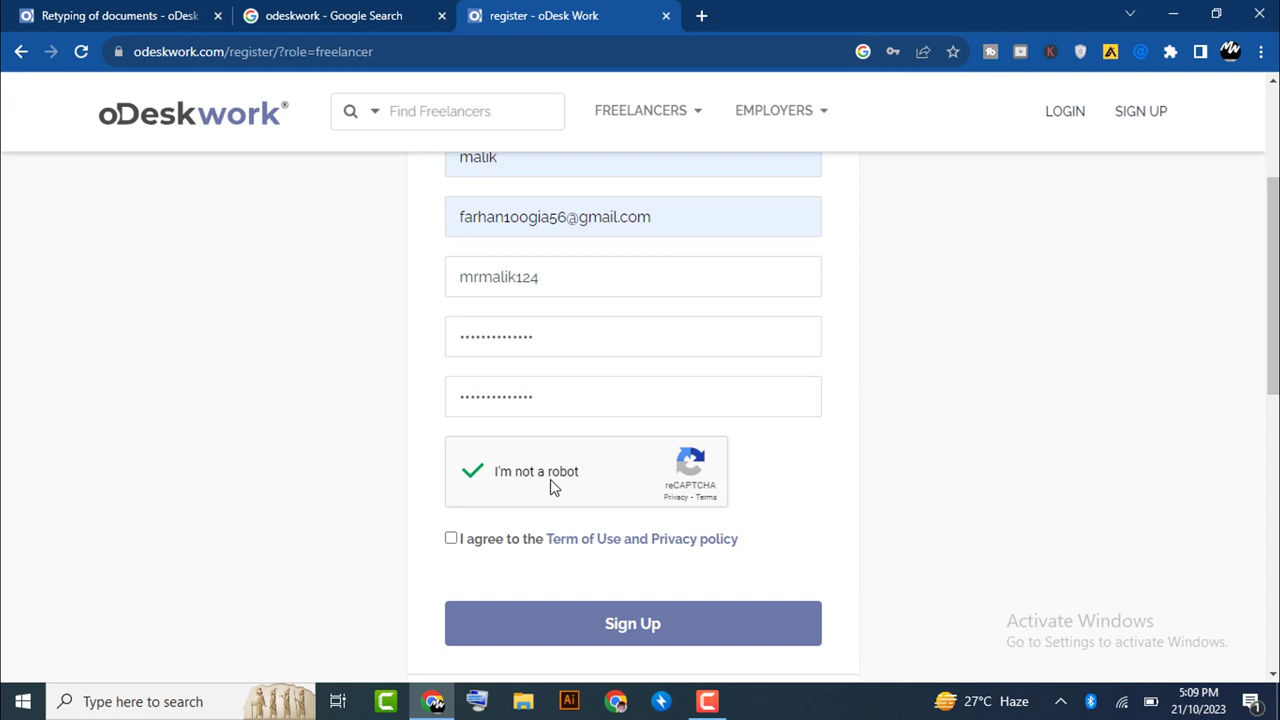 Retyping of documents - oDesk
odeskwork - Google Search
register - oDesk Work
odeskwork.com/register/?role=freelancer
oDeskwork®
Find Freelancers
FREELANCERS
EMPLOYERS
LOGIN
SIGN UP
malik
farhan100gia56@gmail.com
mrmalik124
••••••••••••••
••••••••••••••
I'm not a robot
reCAPTCHA
Privacy - Terms
I agree to the Term of Use and Privacy policy
Sign Up
Activate Windows
Go to Settings to activate Windows.
Type here to search
27°C Haze
5:09 PM
21/10/2023